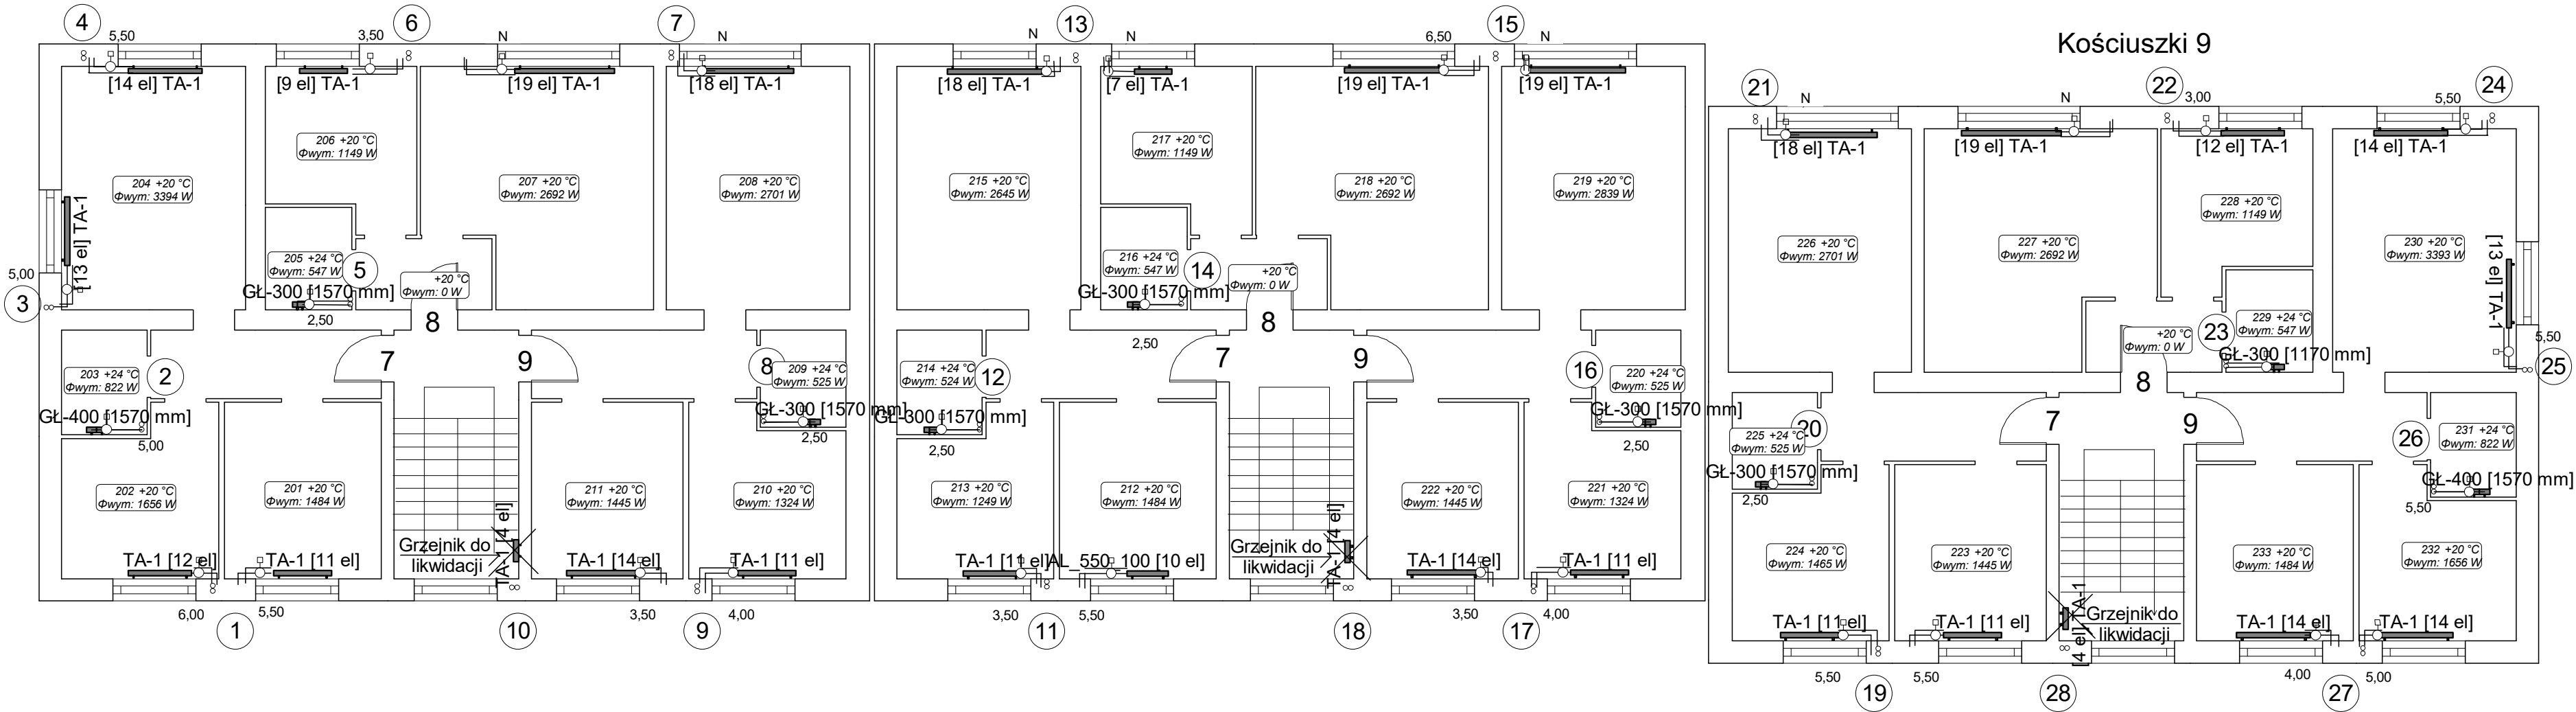 Kościuszki 9
4
5,50
3,50
6
N
7
N
[14 el] TA-1
[9 el] TA-1
[19 el] TA-1
[18 el] TA-1
206 +20 °C
Φwym: 1149 W
204 +20 °C
Φwym: 3394 W
207 +20 °C
Φwym: 2692 W
208 +20 °C
Φwym: 2701 W
[13 el] TA-1
205 +24 °C
Φwym: 547 W
5
+20 °C
Φwym: 0 W
5,00
3
GŁ-300 [1570 mm]
2,50
8
7
9
203 +24 °C
Φwym: 822 W
2
8
209 +24 °C
Φwym: 525 W
GŁ-400 [1570 mm]
5,00
GŁ-300 [1570 mm]
2,50
202 +20 °C
Φwym: 1656 W
201 +20 °C
Φwym: 1484 W
211 +20 °C
Φwym: 1445 W
210 +20 °C
Φwym: 1324 W
TA-1 [4 el]
Grzejnik do
likwidacji
TA-1 [12 el]
TA-1 [11 el]
TA-1 [14 el]
TA-1 [11 el]
6,00
1
5,50
10
3,50
9
4,00
N
13
N
6,50
15
N
[18 el] TA-1
[7 el] TA-1
[19 el] TA-1
[19 el] TA-1
217 +20 °C
Φwym: 1149 W
215 +20 °C
Φwym: 2645 W
218 +20 °C
Φwym: 2692 W
219 +20 °C
Φwym: 2839 W
216 +24 °C
Φwym: 547 W
14
+20 °C
Φwym: 0 W
GŁ-300 [1570 mm]
2,50
8
7
9
214 +24 °C
Φwym: 524 W
12
16
220 +24 °C
Φwym: 525 W
GŁ-300 [1570 mm]
2,50
GŁ-300 [1570 mm]
2,50
213 +20 °C
Φwym: 1249 W
212 +20 °C
Φwym: 1484 W
222 +20 °C
Φwym: 1445 W
221 +20 °C
Φwym: 1324 W
TA-1 [4 el]
Grzejnik do
likwidacji
TA-1 [11 el]
AL 550_100 [10 el]
TA-1 [14 el]
TA-1 [11 el]
3,50
11
5,50
18
3,50
17
4,00
21
N
N
22
3,00
5,50
24
[18 el] TA-1
[19 el] TA-1
[12 el] TA-1
[14 el] TA-1
228 +20 °C
Φwym: 1149 W
226 +20 °C
Φwym: 2701 W
227 +20 °C
Φwym: 2692 W
230 +20 °C
Φwym: 3393 W
[13 el] TA-1
229 +24 °C
Φwym: 547 W
23
+20 °C
Φwym: 0 W
5,50
25
GŁ-300 [1170 mm]
8
7
9
20
225 +24 °C
Φwym: 525 W
26
231 +24 °C
Φwym: 822 W
GŁ-300 [1570 mm]
2,50
GŁ-400 [1570 mm]
5,50
224 +20 °C
Φwym: 1465 W
223 +20 °C
Φwym: 1445 W
233 +20 °C
Φwym: 1484 W
232 +20 °C
Φwym: 1656 W
[4 el] TA-1
Grzejnik do
likwidacji
TA-1 [11 el]
TA-1 [11 el]
TA-1 [14 el]
TA-1 [14 el]
5,50
19
5,50
28
4,00
27
5,00